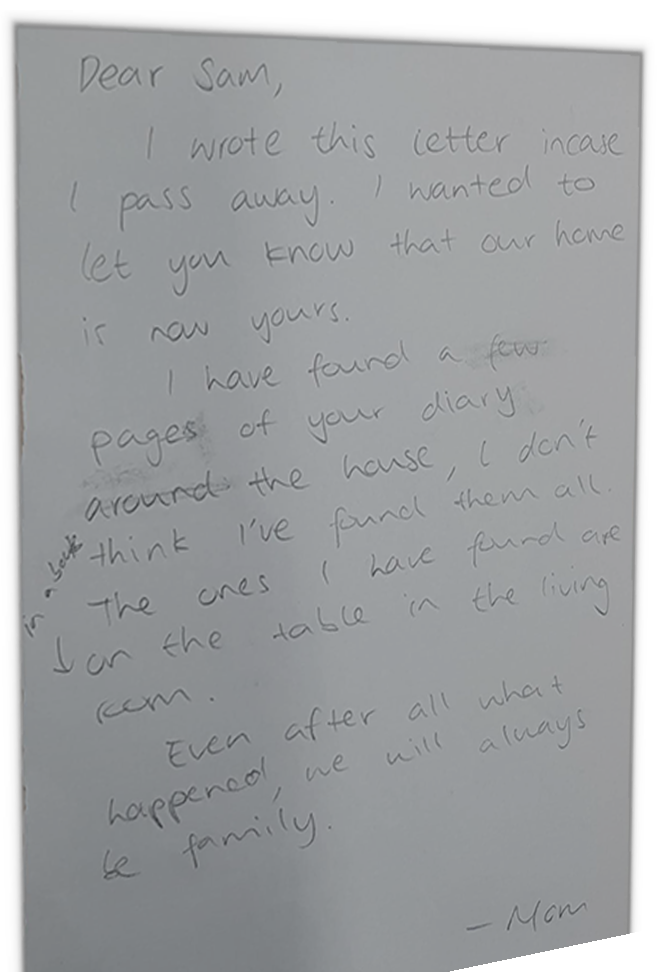 Dear Sam,
I wrote this letter incase
I pass away. I wanted to
let you know that our home
is now yours.
I have found a few
pages of your diary
around the house, I don't
think I've found them all.
The ones I have found are
in a book
on the table in the living
room.
Even after all what
happened, we will always
be family.
- Mom